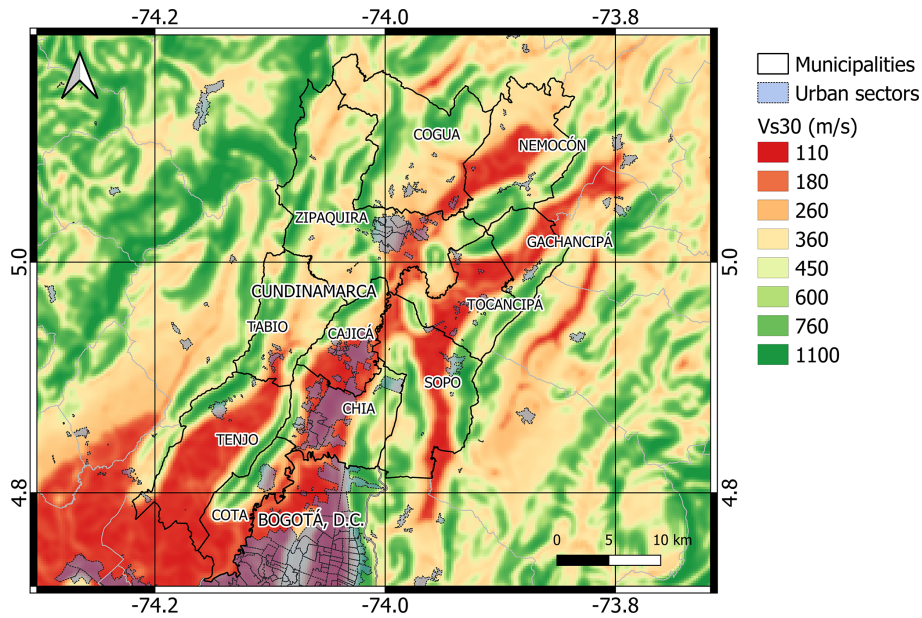 -74.2 -74.0 -73.8
Municipalities
Urban sectors
Vs30 (m/s)
110
180
260
360
450
600
760
1100
COGUA
NEMOCÓN
ZIPAQUIRA
GACHANCIPÁ
5.0 5.0
CUNDINAMARCA
TOCANCIPÁ
TABIO
CAJICÁ
SOPO
CHIA
TENJO
4.8 4.8
COTA
BOGOTÁ, D.C.
0 5 10 km
-74.2 -74.0 -73.8